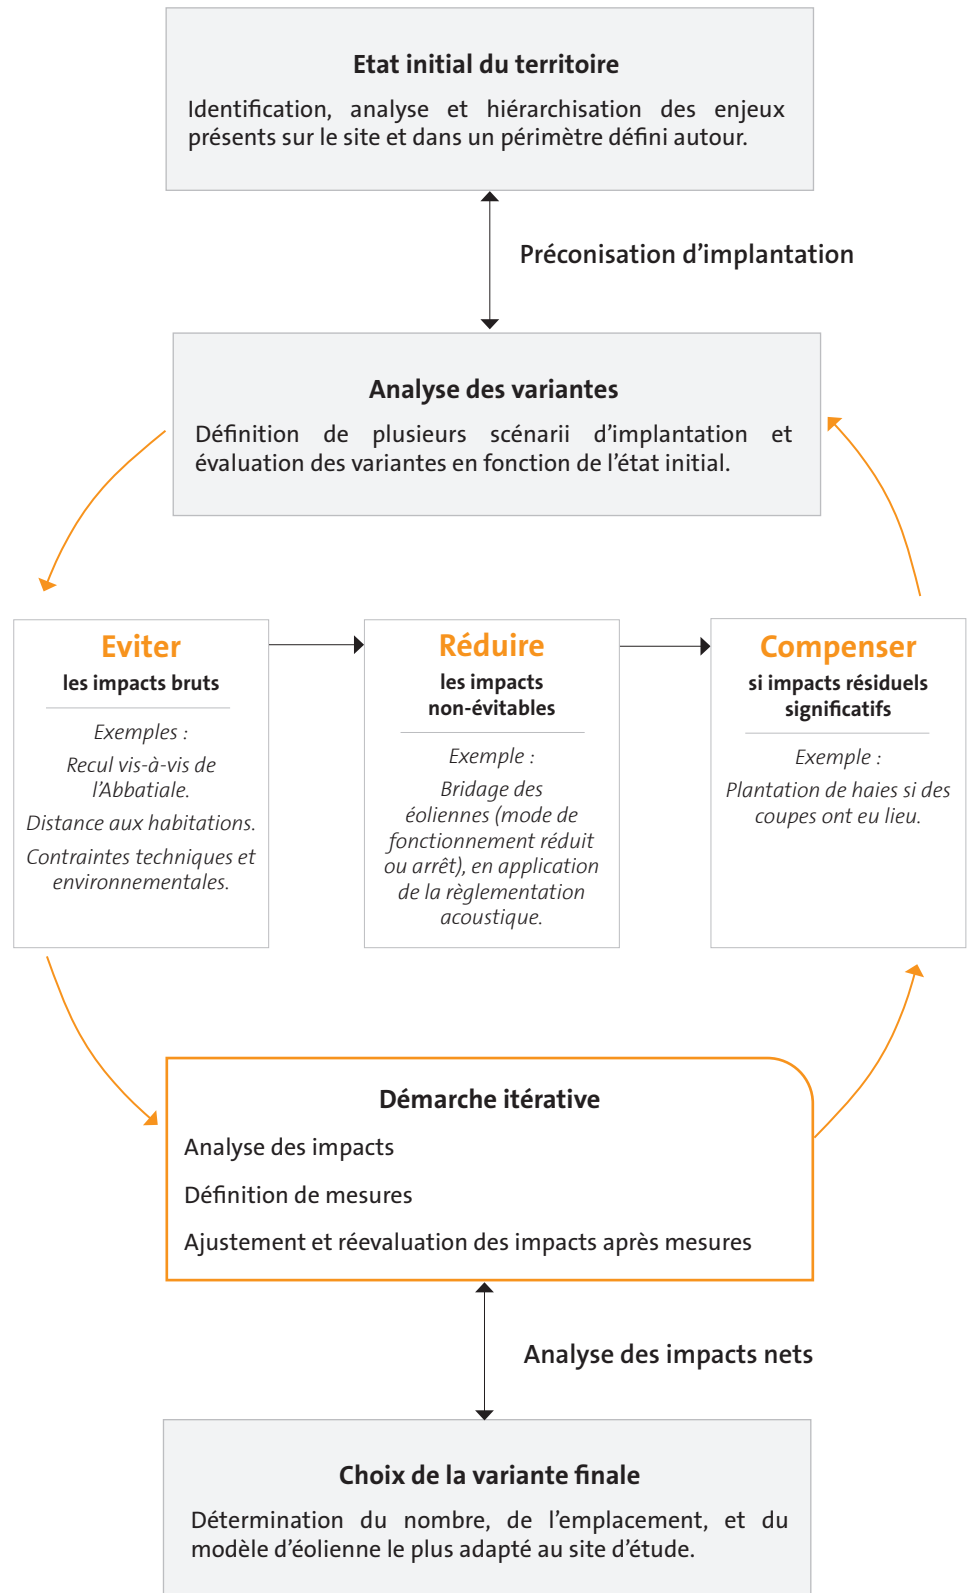 Etat initial du territoire
Identification, analyse et hiérarchisation des enjeux
présents sur le site et dans un périmètre défini autour.
Préconisation d'implantation
Analyse des variantes
Définition de plusieurs scénarii d'implantation et
évaluation des variantes en fonction de l'état initial.
Eviter
les impacts bruts
Exemples :
Recul vis-à-vis de
l'Abbatiale.
Distance aux habitations.
Contraintes techniques et
environnementales.
Réduire
les impacts
non-évitables
Exemple :
Bridage des
éoliennes (mode de
fonctionnement réduit
ou arrêt), en application
de la règlementation
acoustique.
Compenser
si impacts résiduels
significatifs
Exemple :
Plantation de haies si des
coupes ont eu lieu.
Démarche itérative
Analyse des impacts
Définition de mesures
Ajustement et réevaluation des impacts après mesures
Analyse des impacts nets
Choix de la variante finale
Détermination du nombre, de l'emplacement, et du
modèle d'éolienne le plus adapté au site d'étude.